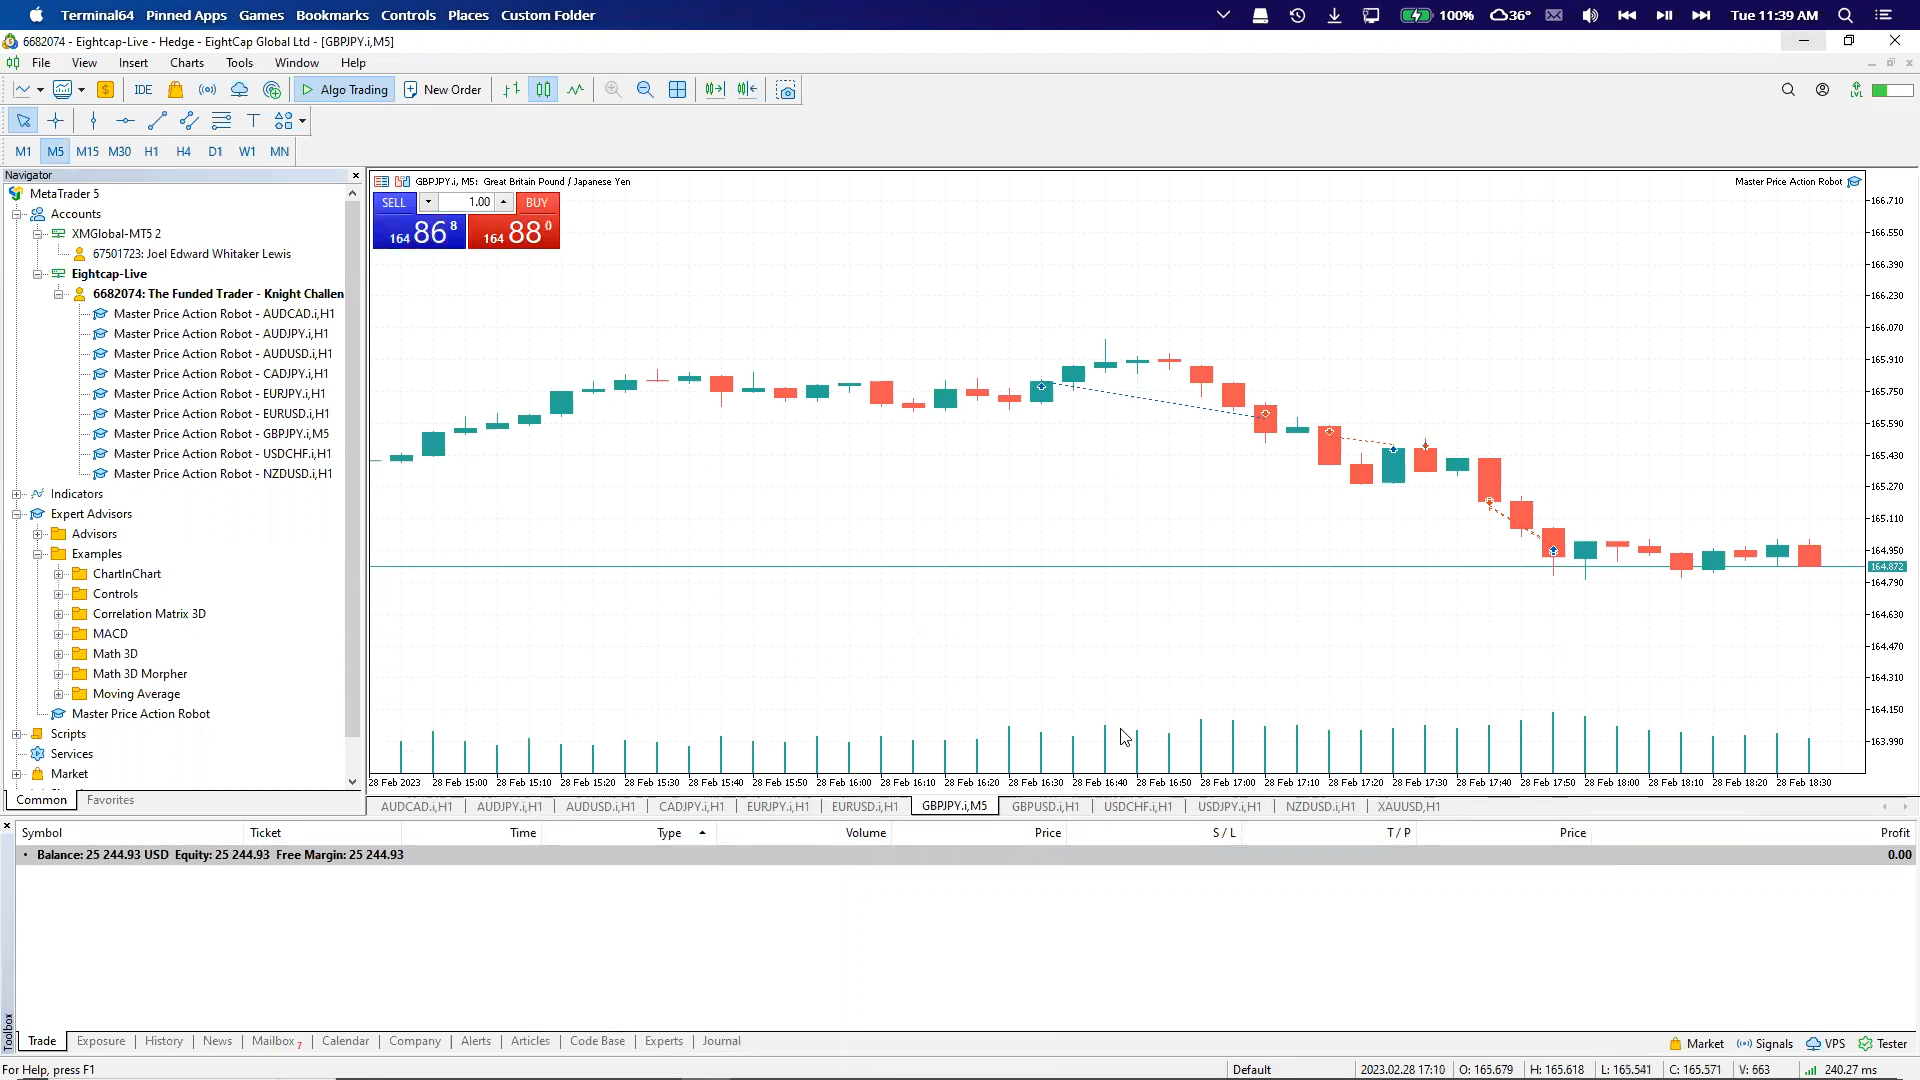 Terminal64 Pinned Apps Games Bookmarks Controls Places Custom Folder 100% 36° Tue 11:39 AM
6682074 - Eightcap-Live - Hedge - EightCap Global Ltd - [GBPJPY.i,M5]
File View Insert Charts Tools Window Help
IDE Algo Trading New Order LVL
M1 M5 M15 M30 H1 H4 D1 W1 MN
Navigator
MetaTrader 5
Accounts
XMGlobal-MT5 2
67501723: Joel Edward Whitaker Lewis
Eightcap-Live
6682074: The Funded Trader - Knight Challen
Master Price Action Robot - AUDCAD.i,H1
Master Price Action Robot - AUDJPY.i,H1
Master Price Action Robot - AUDUSD.i,H1
Master Price Action Robot - CADJPY.i,H1
Master Price Action Robot - EURJPY.i,H1
Master Price Action Robot - EURUSD.i,H1
Master Price Action Robot - GBPJPY.i,M5
Master Price Action Robot - USDCHF.i,H1
Master Price Action Robot - NZDUSD.i,H1
Indicators
Expert Advisors
Advisors
Examples
ChartInChart
Controls
Correlation Matrix 3D
MACD
Math 3D
Math 3D Morpher
Moving Average
Master Price Action Robot
Scripts
Services
Market
Common Favorites
GBPJPY.i, M5: Great Britain Pound / Japanese Yen
Master Price Action Robot
SELL 1.00 BUY
164 86 8 164 88 0
166.710
166.550
166.390
166.230
166.070
165.910
165.750
165.590
165.430
165.270
165.110
164.950
164.872
164.790
164.630
164.470
164.310
164.150
163.990
28 Feb 2023 28 Feb 15:00 28 Feb 15:10 28 Feb 15:20 28 Feb 15:30 28 Feb 15:40 28 Feb 15:50 28 Feb 16:00 28 Feb 16:10 28 Feb 16:20 28 Feb 16:30 28 Feb 16:40 28 Feb 16:50 28 Feb 17:00 28 Feb 17:10 28 Feb 17:20 28 Feb 17:30 28 Feb 17:40 28 Feb 17:50 28 Feb 18:00 28 Feb 18:10 28 Feb 18:20 28 Feb 18:30
AUDCAD.i,H1 AUDJPY.i,H1 AUDUSD.i,H1 CADJPY.i,H1 EURJPY.i,H1 EURUSD.i,H1 GBPJPY.i,M5 GBPUSD.i,H1 USDCHF.i,H1 USDJPY.i,H1 NZDUSD.i,H1 XAUUSD,H1
Symbol Ticket Time Type Volume Price S / L T / P Price Profit
Balance: 25 244.93 USD Equity: 25 244.93 Free Margin: 25 244.93 0.00
Toolbox
Trade Exposure History News Mailbox 7 Calendar Company Alerts Articles Code Base Experts Journal
Market Signals VPS Tester
For Help, press F1 Default 2023.02.28 17:10 O: 165.679 H: 165.618 L: 165.541 C: 165.571 V: 663 240.27 ms